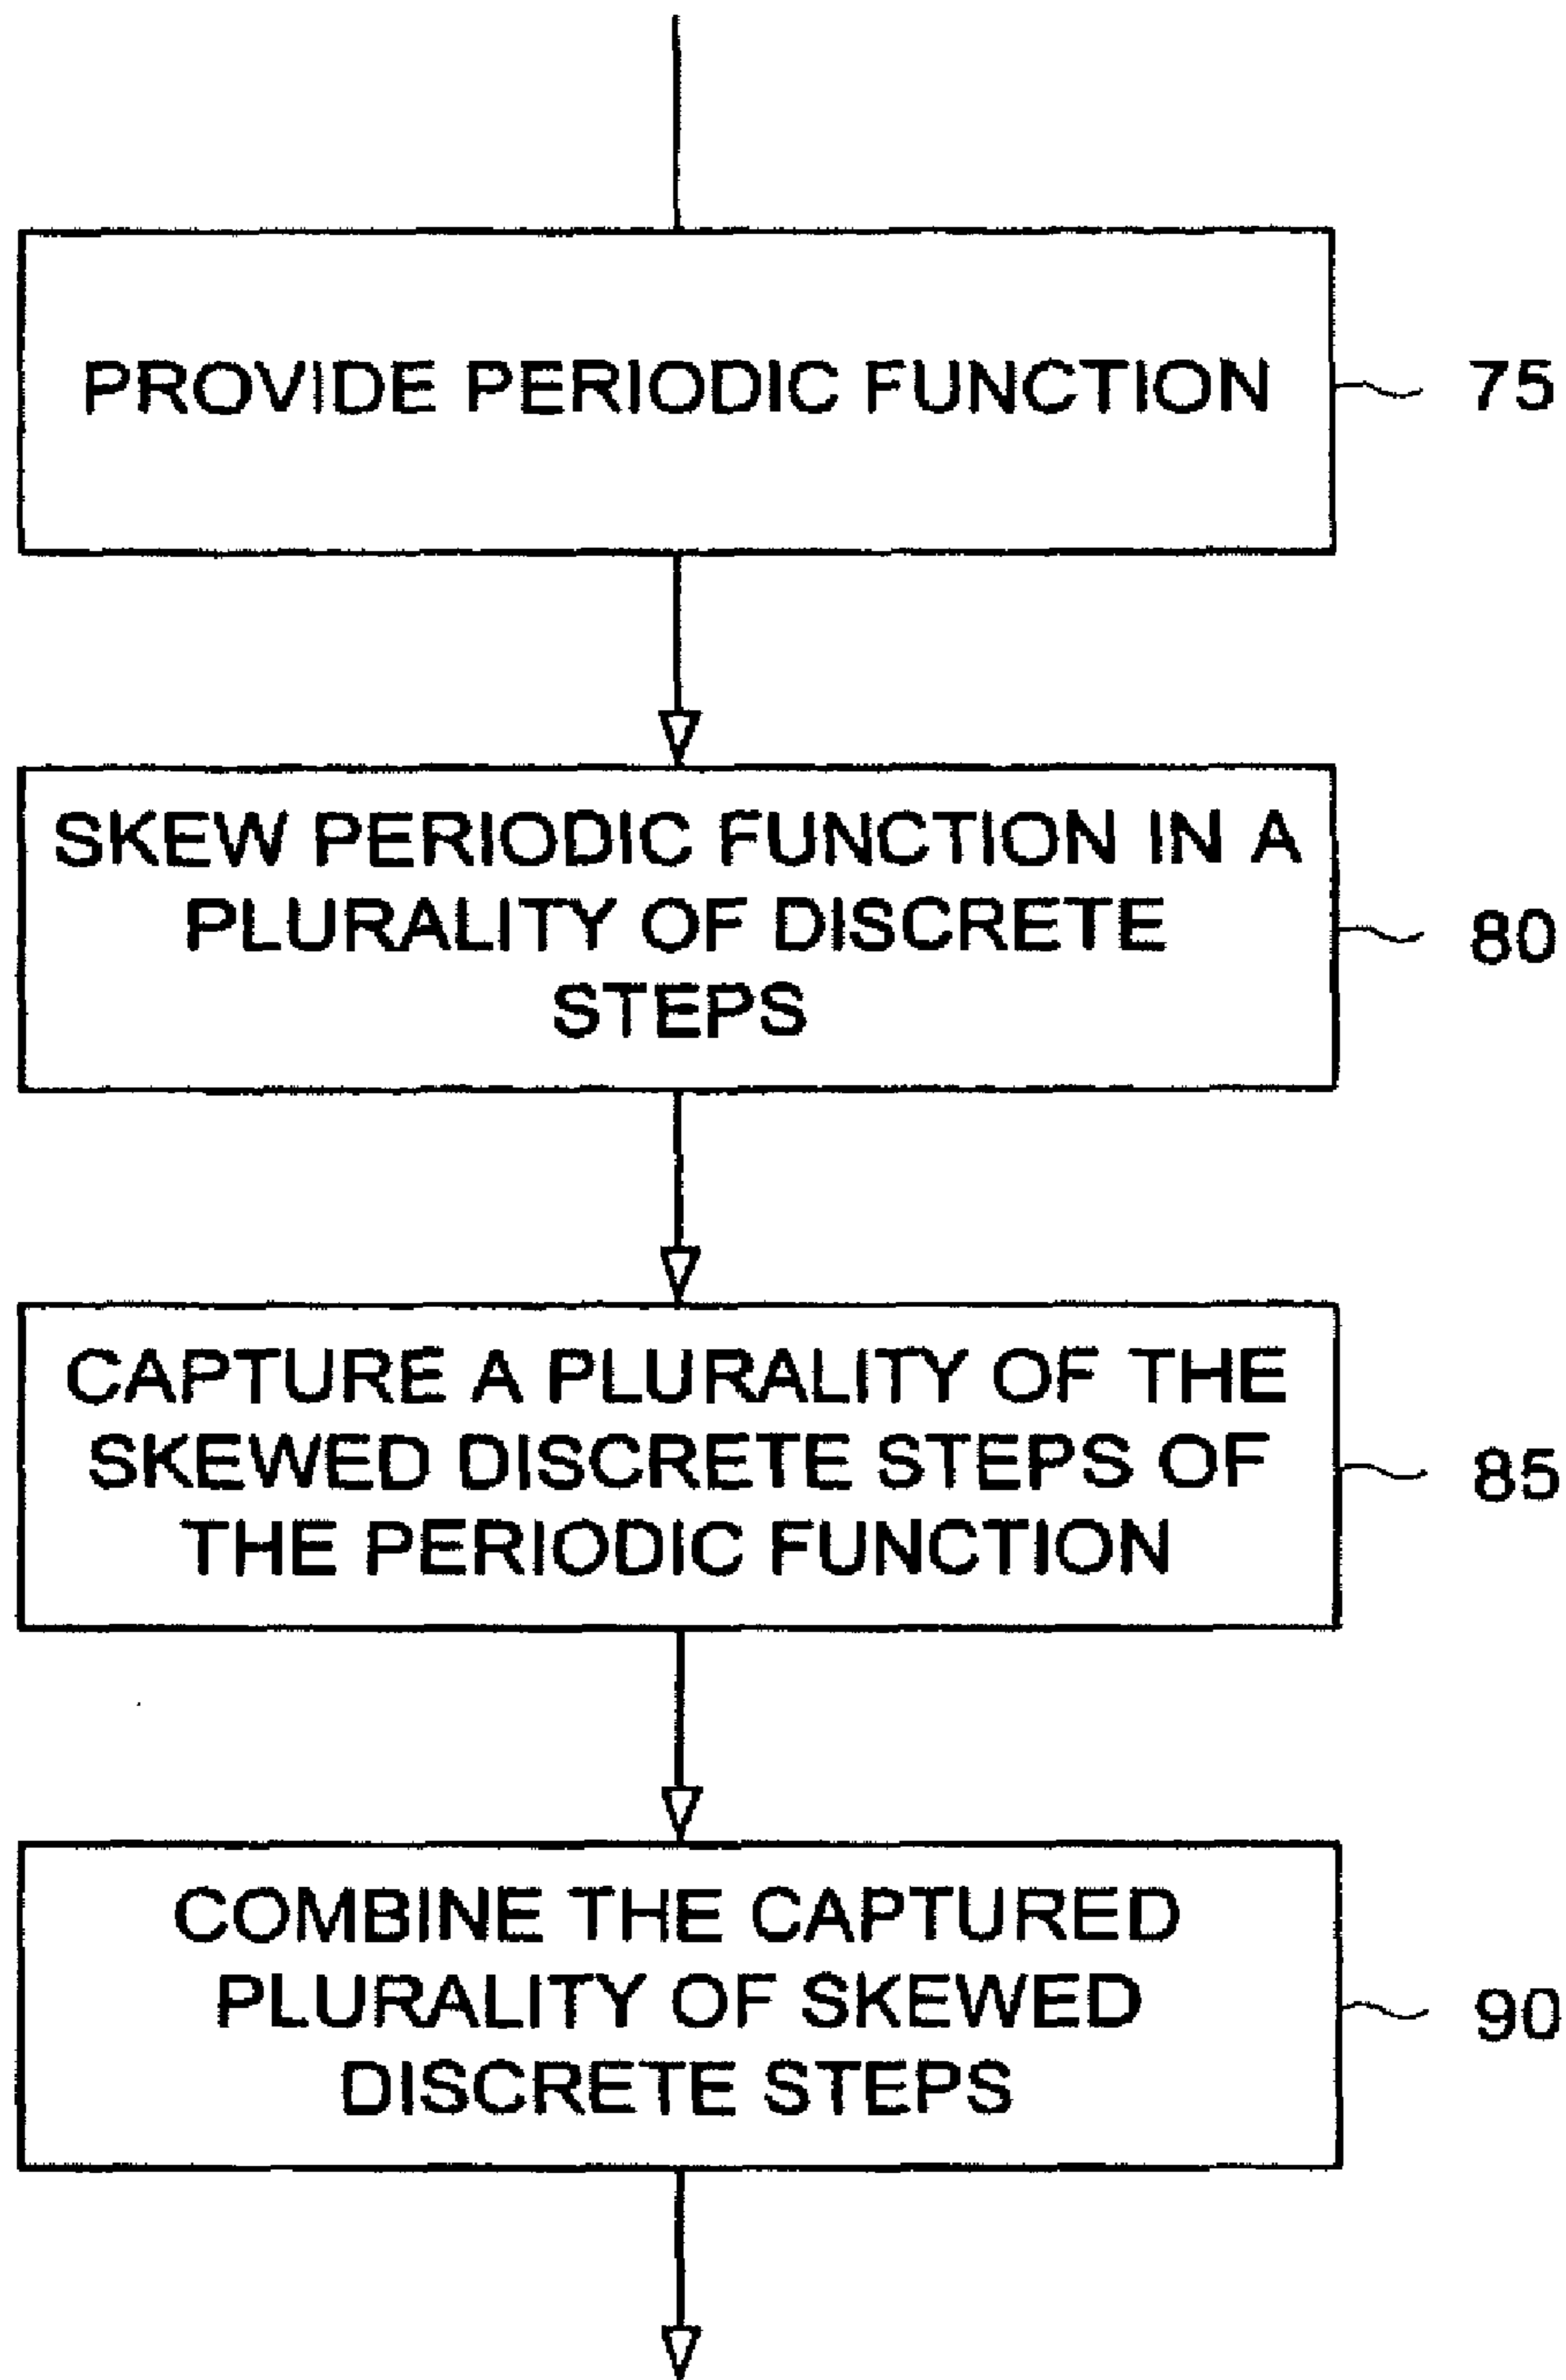 PROVIDE PERIODIC FUNCTION
75
SKEW PERIODIC FUNCTION IN A
PLURALITY OF DISCRETE
STEPS
80
CAPTURE A PLURALITY OF THE
SKEWED DISCRETE STEPS OF
THE PERIODIC FUNCTION
85
COMBINE THE CAPTURED
PLURALITY OF SKEWED
DISCRETE STEPS
90